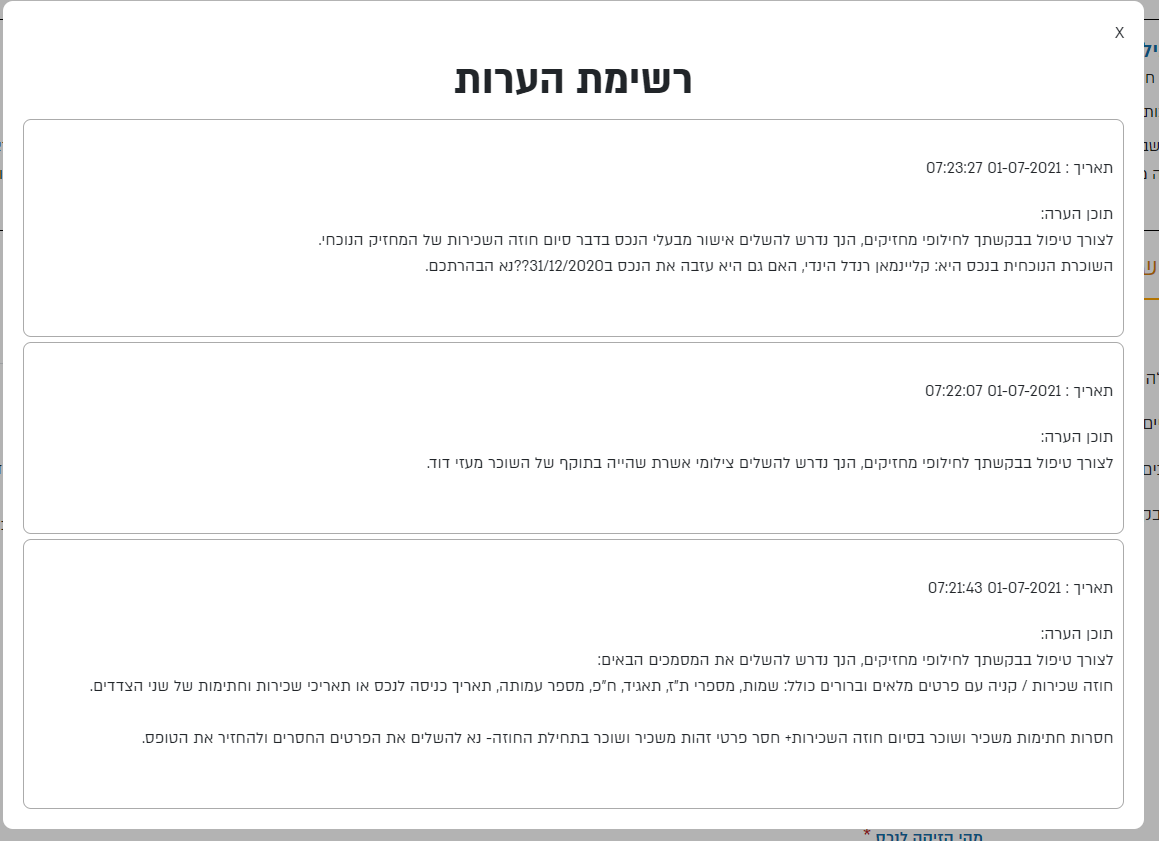 X
רשימת הערות
תאריך : 01-07-2021 07:23:27
תוכן הערה:
לצורך טיפול בבקשתך לחילופי מחזיקים, הנך נדרש להשלים אישור מבעלי הנכס בדבר סיום חוזה השכירות של המחזיק הנוכחי.
השוכרת הנוכחית בנכס היא: קליינמאן רנדל הינדי, האם גם היא עזבה את הנכס ב31/12/2020??נא הבהרתכם.
תאריך : 01-07-2021 07:22:07
תוכן הערה:
לצורך טיפול בבקשתך לחילופי מחזיקים, הנך נדרש להשלים צילומי אשרת שהייה בתוקף של השוכר מעזי דוד.
תאריך : 01-07-2021 07:21:43
תוכן הערה:
לצורך טיפול בבקשתך לחילופי מחזיקים, הנך נדרש להשלים את המסמכים הבאים:
חוזה שכירות / קניה עם פרטים מלאים וברורים כולל: שמות, מספרי ת"ז, תאגיד, ח"פ, מספר עמותה, תאריך כניסה לנכס או תאריכי שכירות וחתימות של שני הצדדים.
חסרות חתימות משכיר ושוכר בסיום חוזה השכירות+ חסר פרטי זהות משכיר ושוכר בתחילת החוזה- נא להשלים את הפרטים החסרים ולהחזיר את הטופס.
מהי הזיקה לנכס *